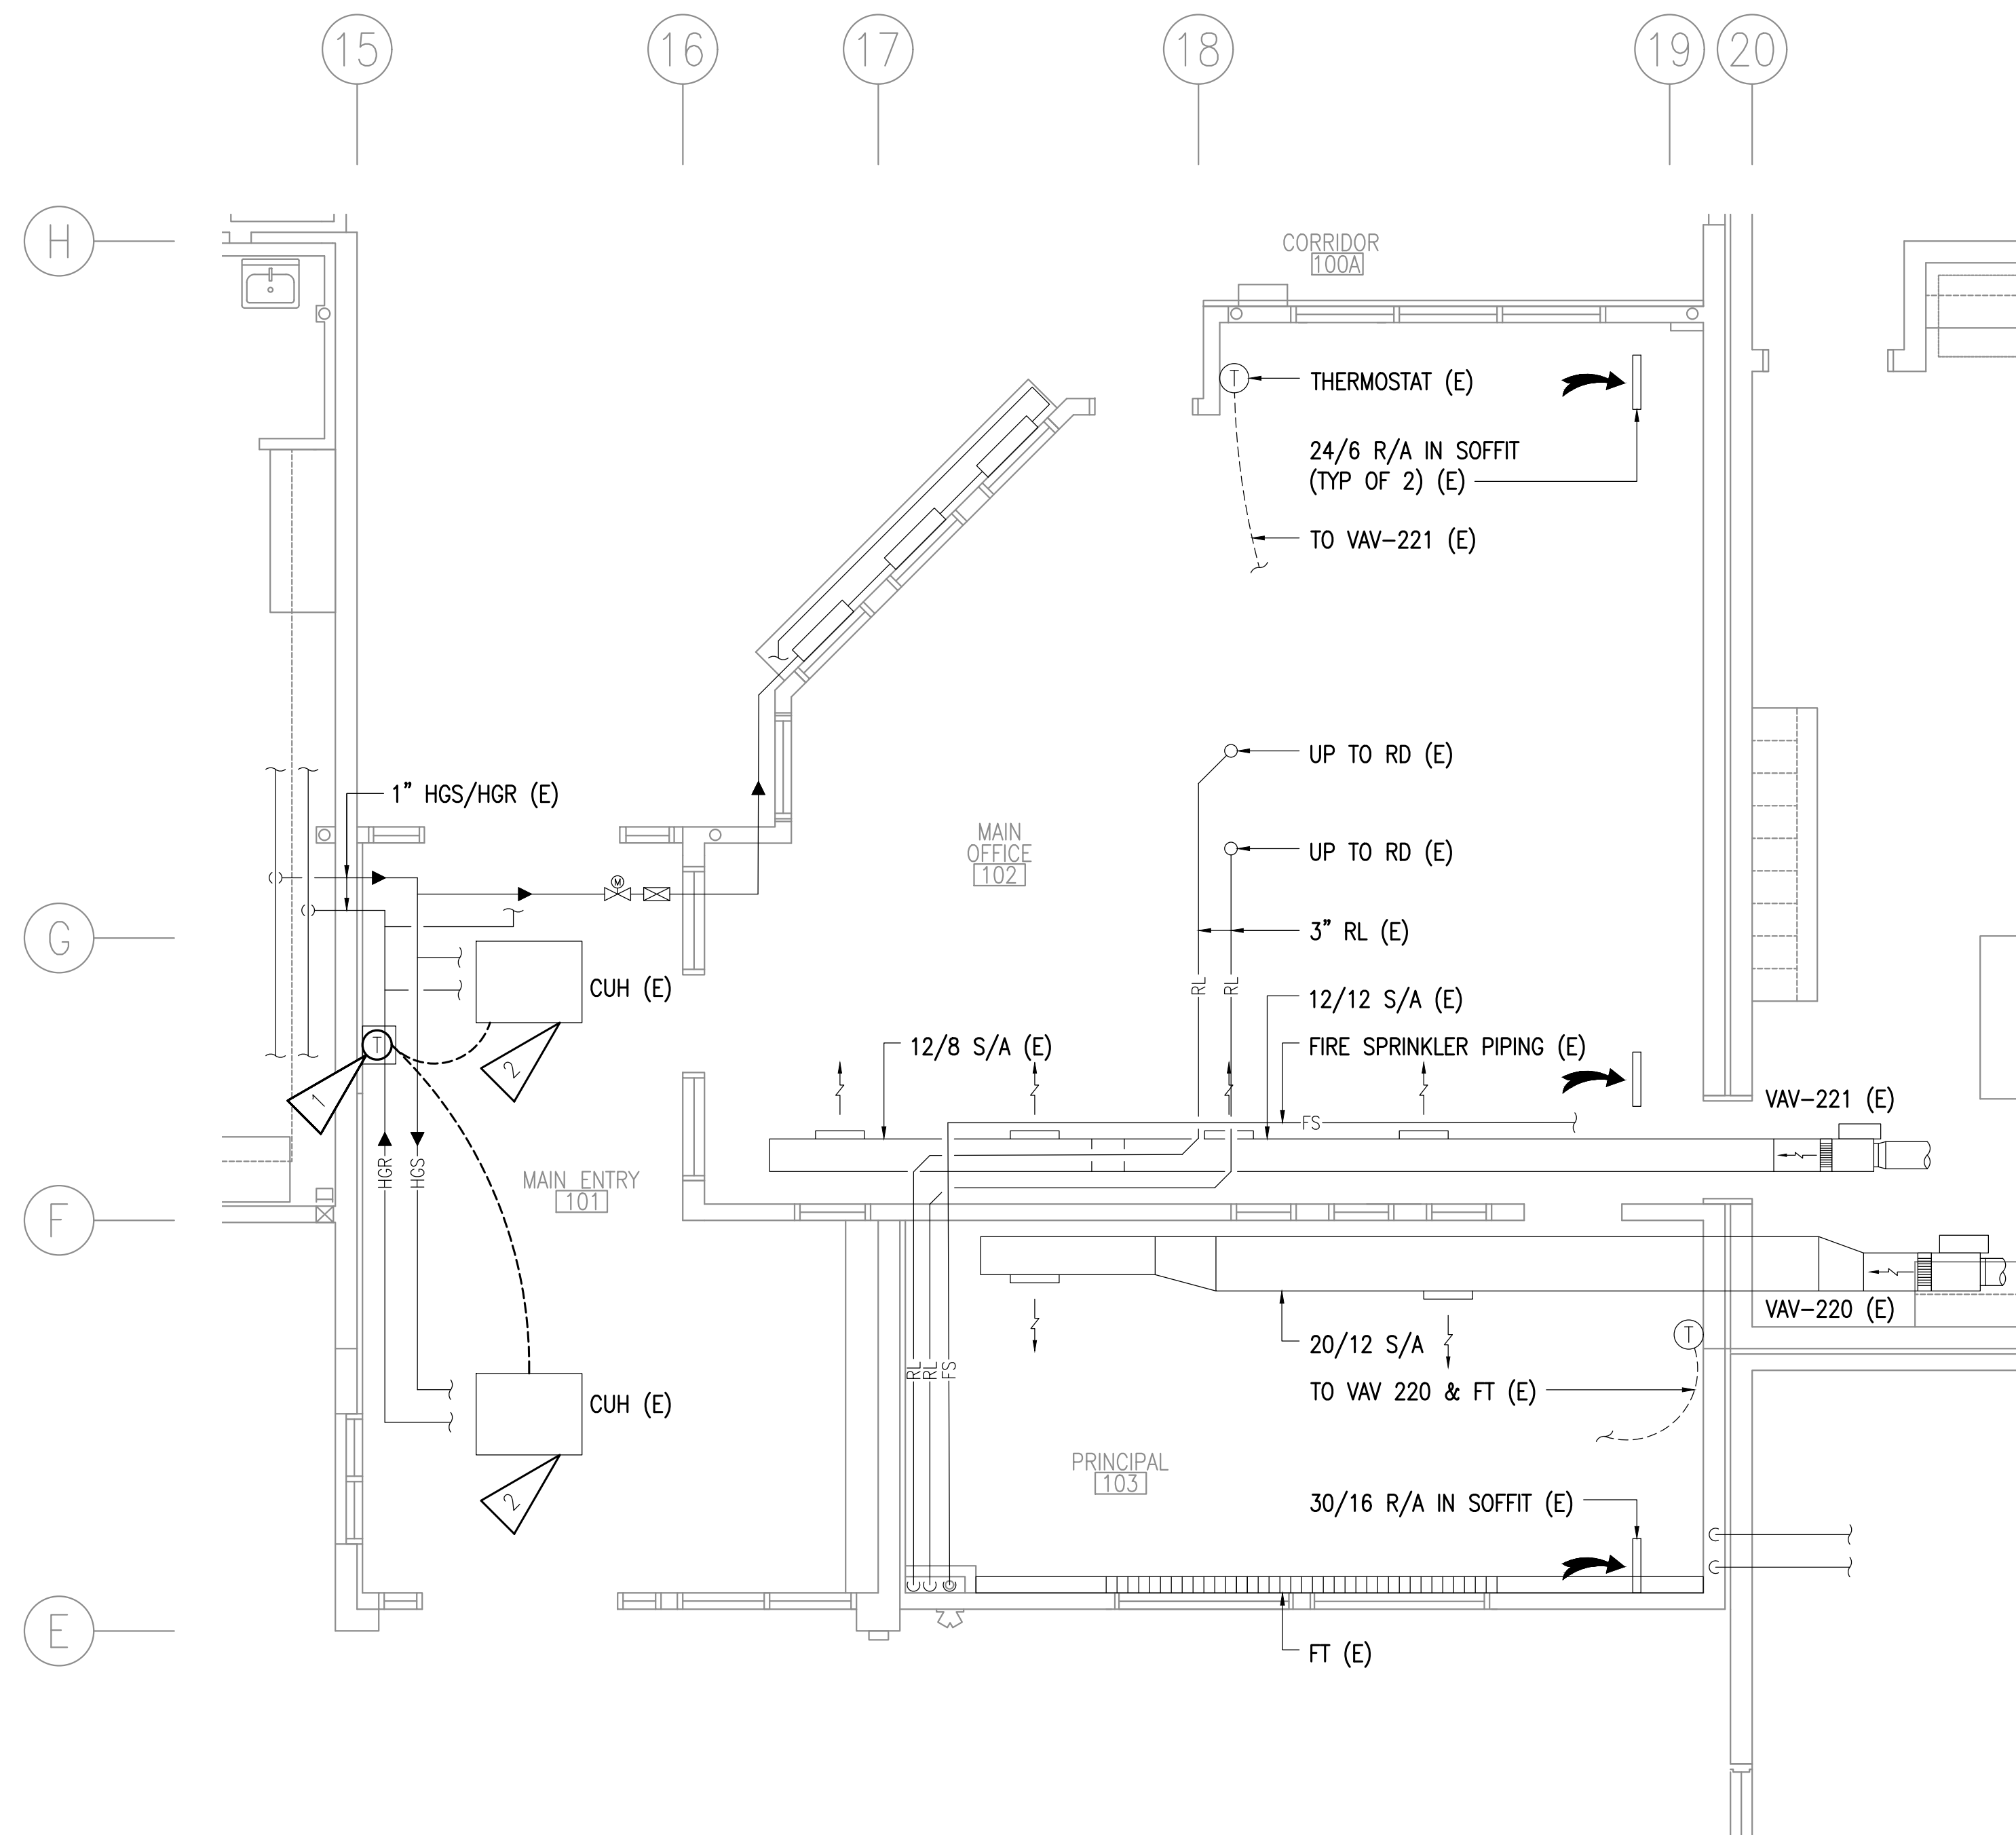 15
16
17
18
19
20
H
CORRIDOR
100A
T
THERMOSTAT (E)
24/6 R/A IN SOFFIT
(TYP OF 2) (E)
TO VAV-221 (E)
UP TO RD (E)
1" HGS/HGR (E)
MAIN
OFFICE
102
UP TO RD (E)
M
G
3" RL (E)
CUH (E)
RL
RL
12/12 S/A (E)
T
12/8 S/A (E)
FIRE SPRINKLER PIPING (E)
2
1
VAV-221 (E)
FS
HGR
HGS
MAIN ENTRY
101
F
VAV-220 (E)
T
20/12 S/A
RL
RL
FS
TO VAV 220 & FT (E)
CUH (E)
PRINCIPAL
103
2
30/16 R/A IN SOFFIT (E)
E
FT (E)